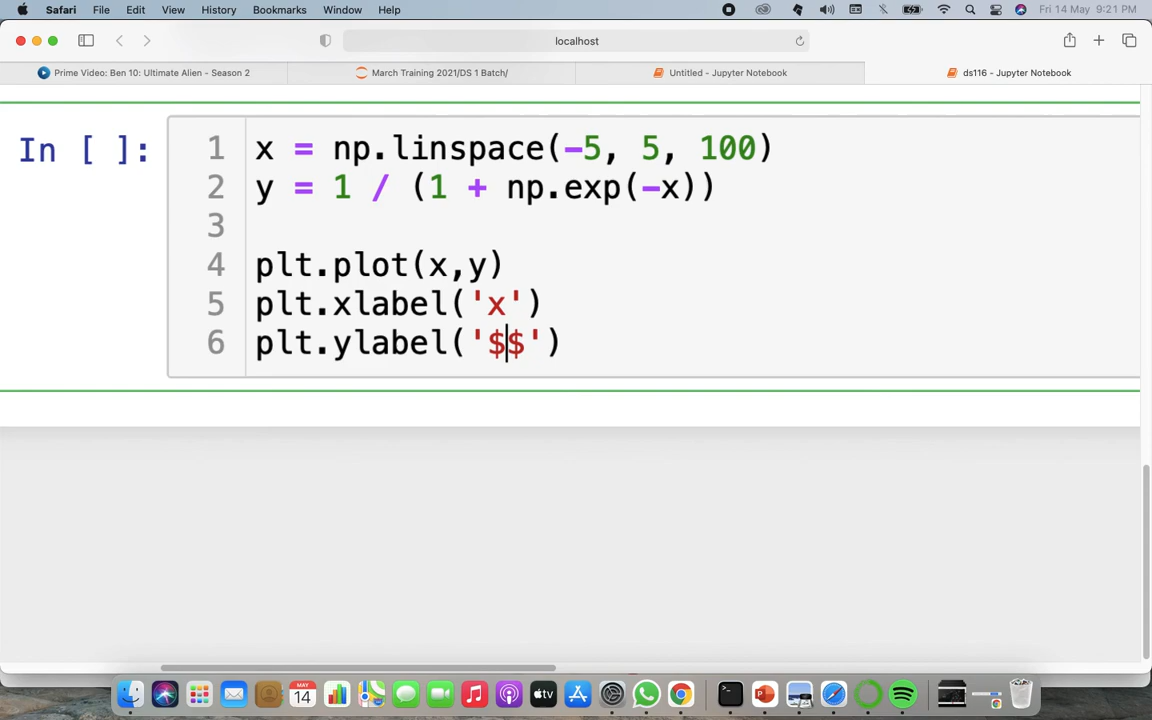 Safari File Edit View History Bookmarks Window Help Fri 14 May 9:21 PM
localhost
Prime Video: Ben 10: Ultimate Alien - Season 2
March Training 2021/DS 1 Batch/
Untitled - Jupyter Notebook
ds116 - Jupyter Notebook
In [ ]:
1 x = np.linspace(-5, 5, 100)
2 y = 1 / (1 + np.exp(-x))
3
4 plt.plot(x,y)
5 plt.xlabel('x')
6 plt.ylabel('$$')
MAY
14
tv